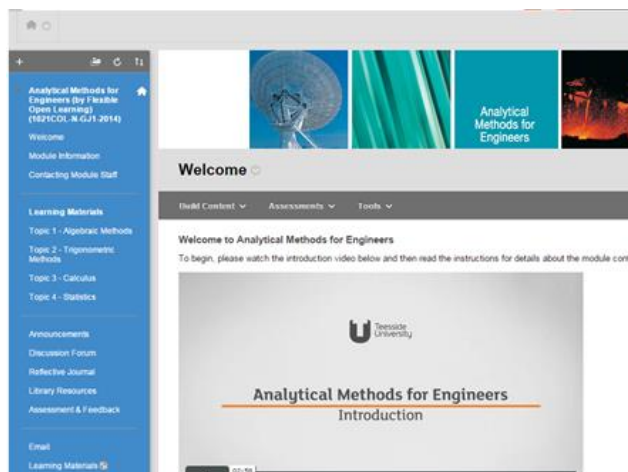 Analytical Methods for
Engineers (by Flexible
Open Learning)
(1021COL-N-GJ1-2014)
Welcome
Module Information
Contacting Module Staff
Learning Materials
Topic 1 - Algebraic Methods
Topic 2 - Trigonometric
Methods
Topic 3 - Calculus
Topic 4 - Statistics
Announcements
Discussion Forum
Reflective Journal
Library Resources
Assessment & Feedback
Email
Learning Materials
Analytical
Methods for
Engineers
Welcome
Build Content
Assessments
Tools
Welcome to Analytical Methods for Engineers
To begin, please watch the introduction video below and then read the instructions for details about the module con
Teesside
University
Analytical Methods for Engineers
Introduction